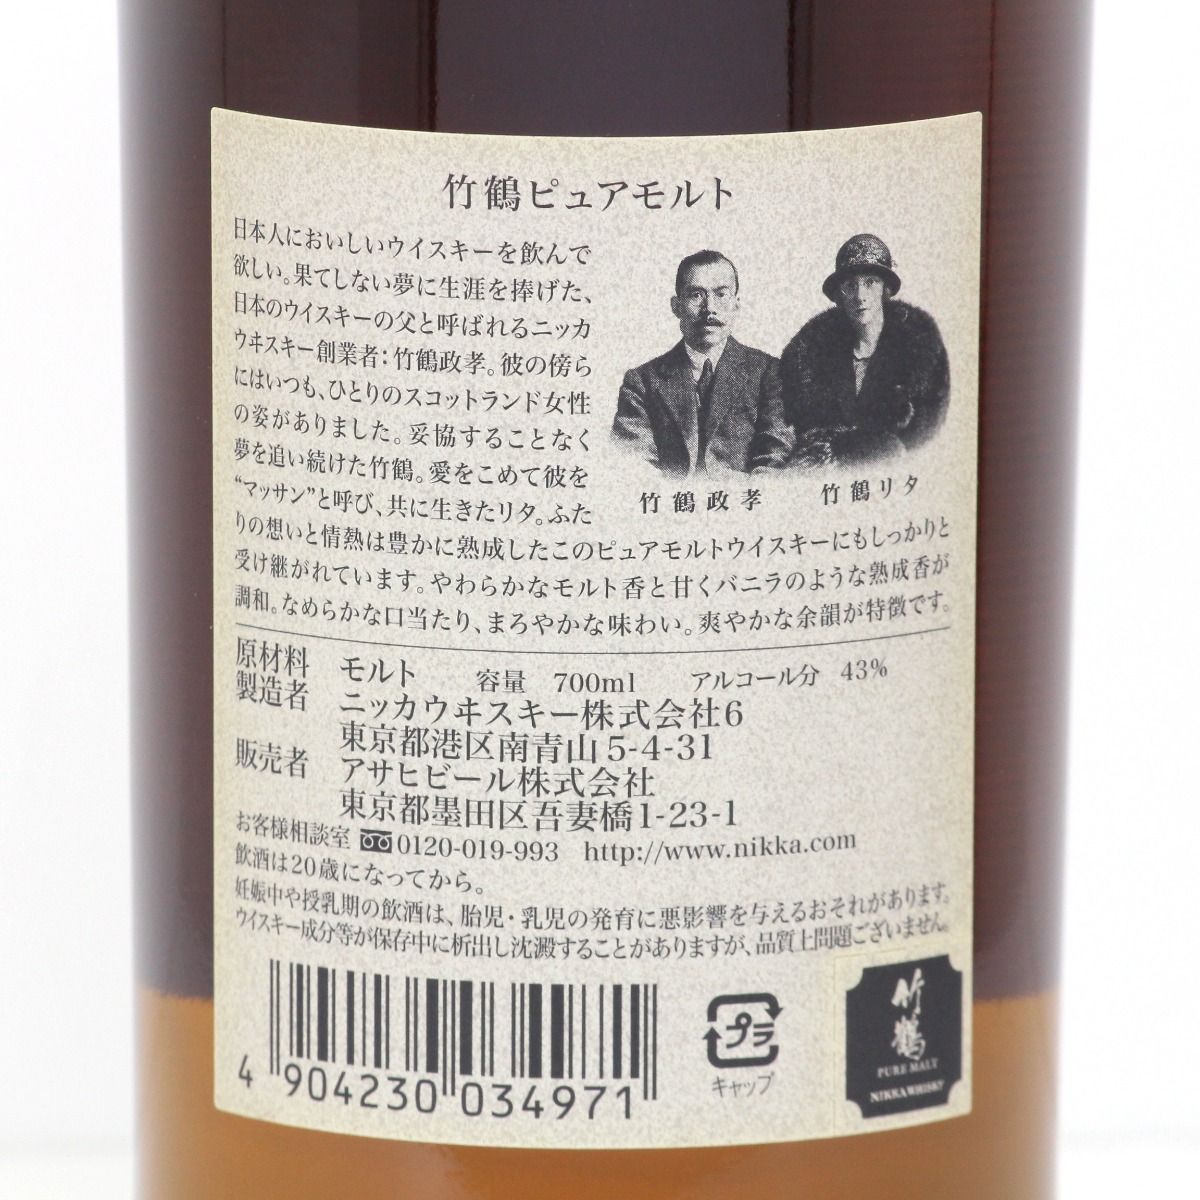 竹鶴ピュアモルト
日本人においしいウイスキーを飲んで
欲しい。果てしない夢に生涯を捧げた、
日本のウイスキーの父と呼ばれるニッカ
ウヰスキー創業者：竹鶴政孝。彼の傍ら
にはいつも、ひとりのスコットランド女性
の姿がありました。妥協することなく
夢を追い続けた竹鶴。愛をこめて彼を
“マッサン”と呼び、共に生きたリタ。ふた
りの想いと情熱は豊かに熟成したこのピュアモルトウイスキーにもしっかりと
受け継がれています。やわらかなモルト香と甘くバニラのような熟成香が
調和。なめらかな口当たり、まろやかな味わい。爽やかな余韻が特徴です。
竹鶴政孝 竹鶴リタ
原材料 モルト 容量 700ml アルコール分 43%
製造者 ニッカウヰスキー株式会社6
東京都港区南青山5-4-31
販売者 アサヒビール株式会社
東京都墨田区吾妻橋1-23-1
お客様相談室 0120-019-993 http://www.nikka.com
飲酒は20歳になってから。
妊娠中や授乳期の飲酒は、胎児・乳児の発育に悪影響を与えるおそれがあります。
ウイスキー成分等が保存中に析出し沈澱することがありますが、品質上問題ございません。
4 904230 034971
プラ
キャップ
竹鶴
PURE MALT
NIKKA WHISKY